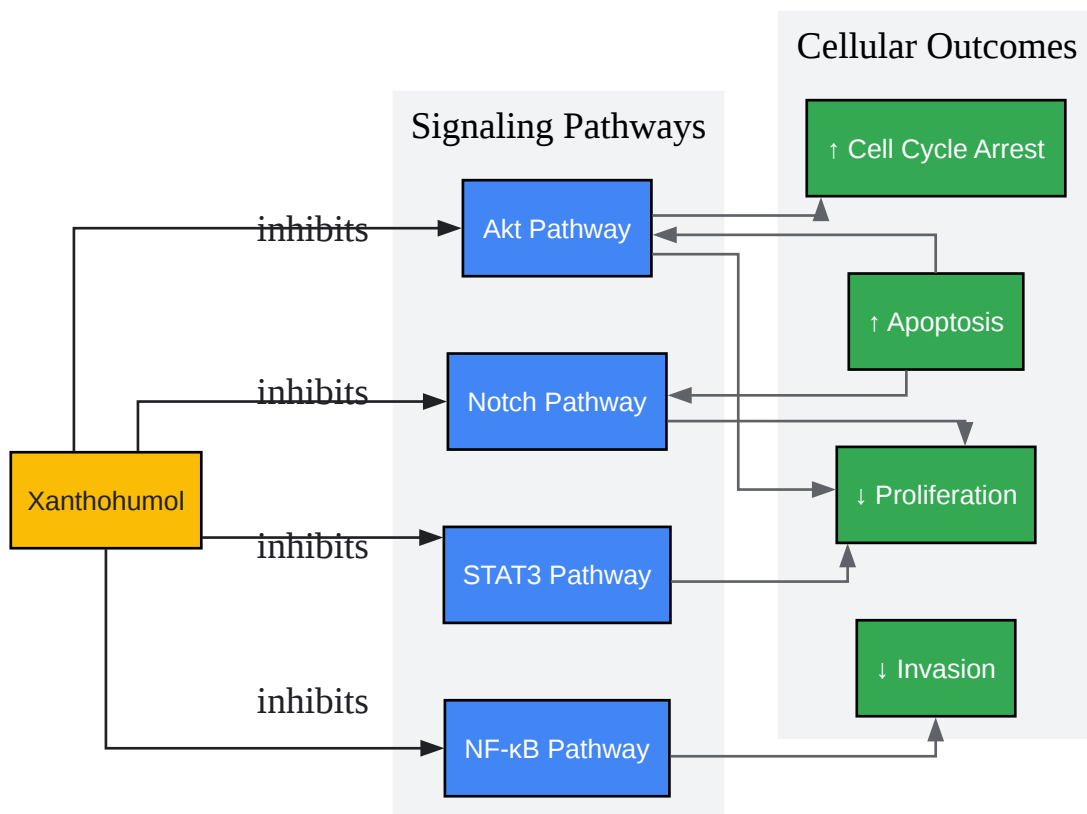 Cellular Outcomes
Signaling Pathways
↑ Cell Cycle Arrest
inhibits
Akt Pathway
↑ Apoptosis
inhibits
Notch Pathway
Xanthohumol
↓ Proliferation
inhibits
STAT3 Pathway
↓ Invasion
inhibits
NF-κB Pathway